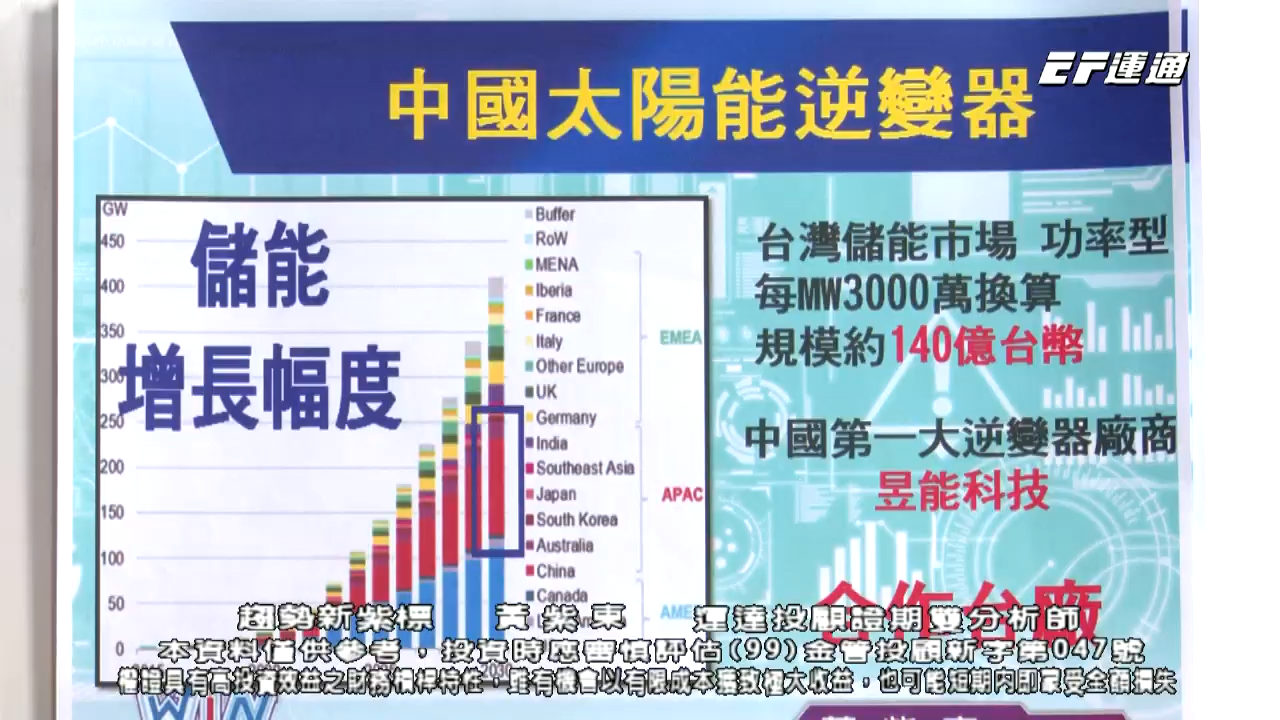 中國太陽能逆變器
EF運通
GW
450
400
350
300
250
200
150
100
50
0
儲能
增長幅度
Buffer
RoW
MENA
Iberia
France
Italy
Other Europe
UK
Germany
India
Southeast Asia
Japan
South Korea
Australia
China
Canada
EMEA
APAC
AME
台灣儲能市場 功率型
每MW3000萬換算
規模約140億台幣
中國第一大逆變器廠商
昱能科技
合作台廠
趨勢新紫標 黃紫東 運達投顧證期雙分析師
本資料僅供參考，投資時應審慎評估(99)金管投顧新字第047號
權證具有高投資效益之財務槓桿特性，雖有機會以有限成本獲致極大收益，也可能短期內即蒙受全額損失
WIN